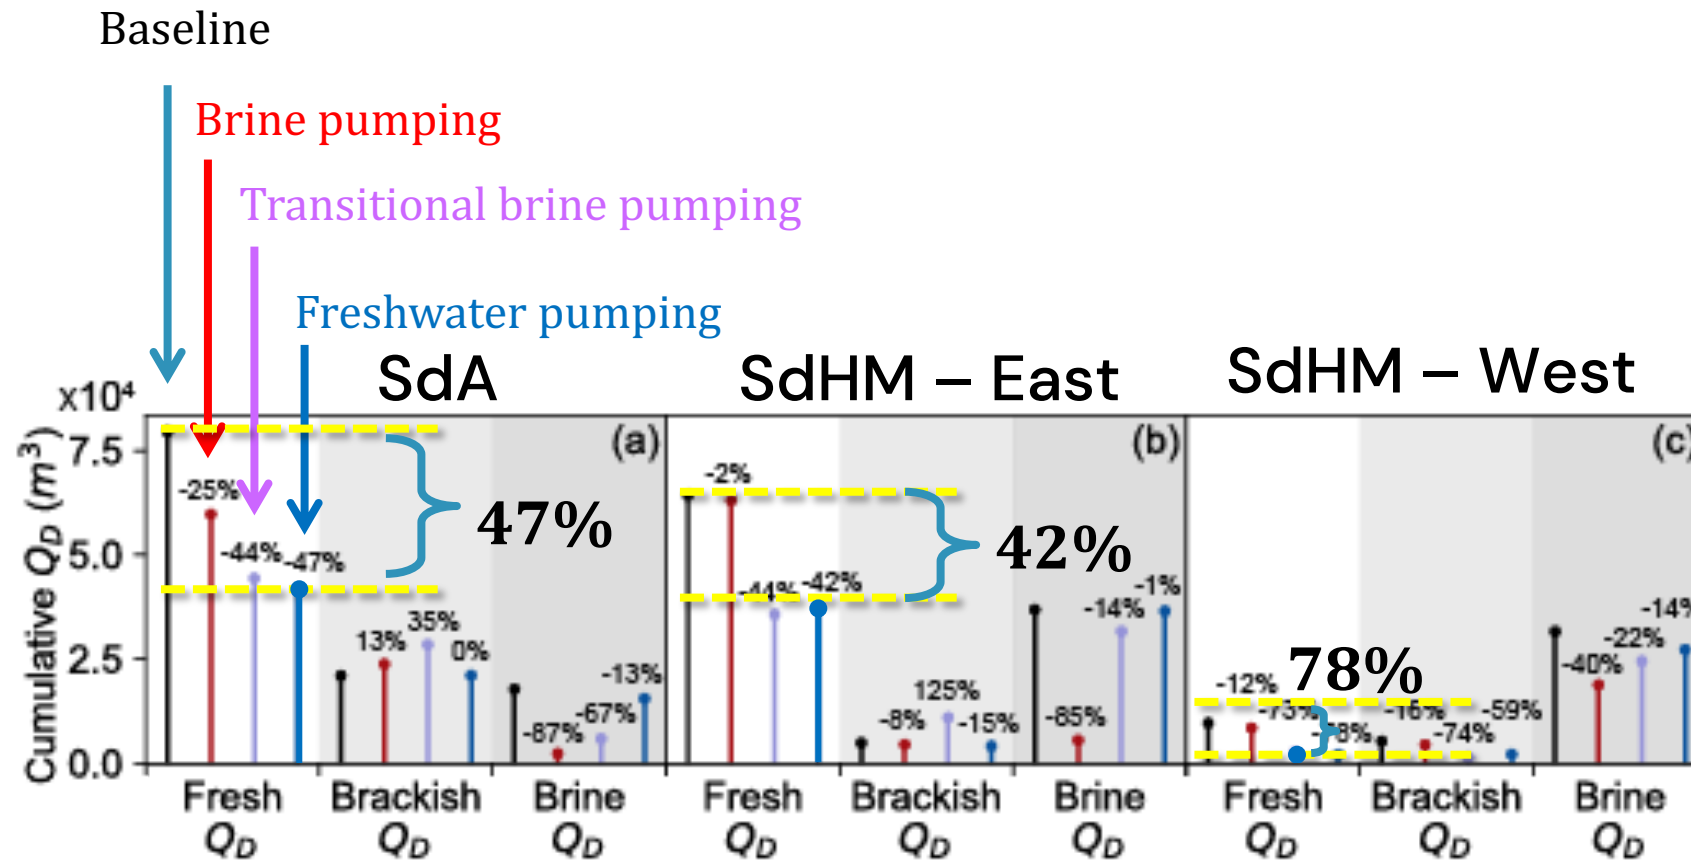 Baseline
Brine pumping
Transitional brine pumping
Freshwater pumping
SdA
SdHM – East
SdHM – West
x10⁴
Cumulative Q_D (m³)
7.5
5.0
2.5
0.0
(a)
-25%
-44%
-47%
47%
13%
35%
0%
-87%
-67%
-13%
Fresh Q_D
Brackish Q_D
Brine Q_D
(b)
-2%
-44%
-42%
42%
-8%
125%
-15%
-85%
-14%
-1%
Fresh Q_D
Brackish Q_D
Brine Q_D
(c)
-12%
-73%
78%
-16%
-74%
-59%
-40%
-22%
-14%
Fresh Q_D
Brackish Q_D
Brine Q_D